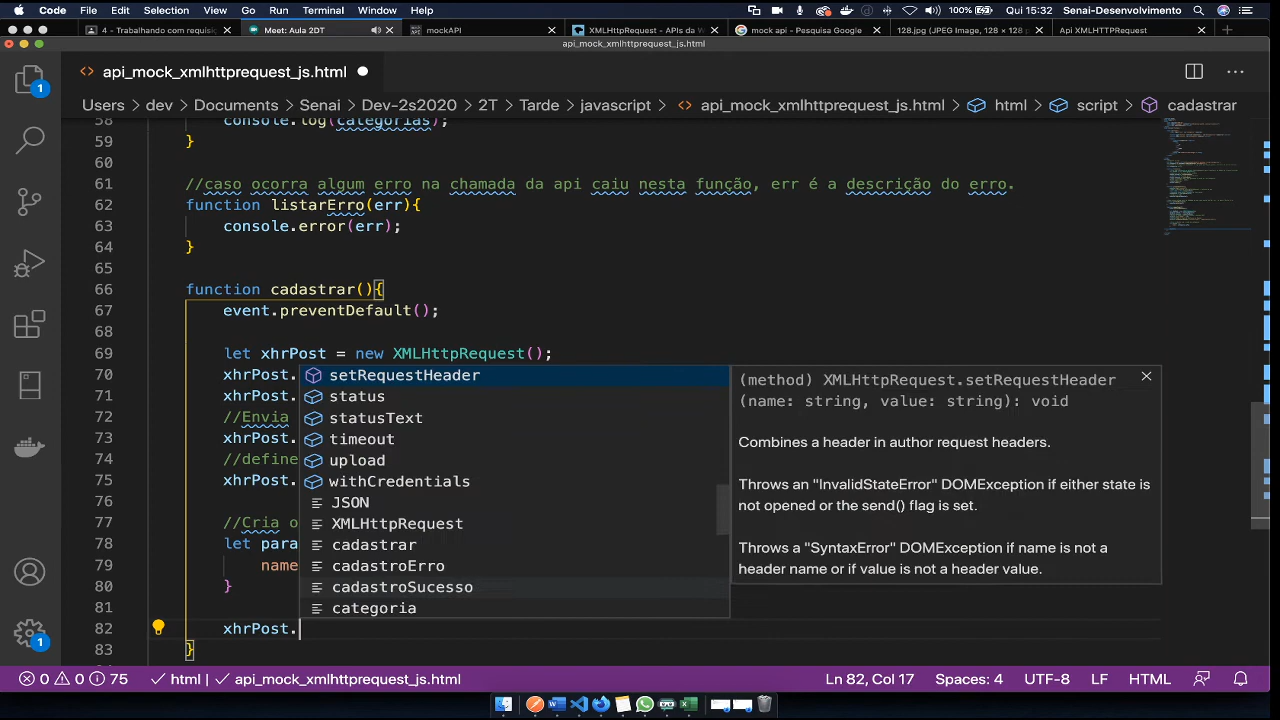 Code File Edit Selection View Go Run Terminal Window Help 100% Qui 15:32 Senai-Desenvolvimento
4 - Trabalhando com requisiç Meet: Aula 2DT mockAPI XMLHttpRequest - APIs da W mock api - Pesquisa Google 128.jpg (JPEG Image, 128 × 128 p Api XMLHTTPRequest
api_mock_xmlhttprequest_js.html
api_mock_xmlhttprequest_js.html
Users dev Documents Senai Dev-2s2020 2T Tarde javascript api_mock_xmlhttprequest_js.html html script cadastrar
58 console.log(categorias);
59 }
60
61 //caso ocorra algum erro na chamada da api caiu nesta função, err é a descrição do erro.
62 function listarErro(err){
63 console.error(err);
64 }
65
66 function cadastrar(){
67 event.preventDefault();
68
69 let xhrPost = new XMLHttpRequest();
70 xhrPost.
71 xhrPost.
72 //Envia
73 xhrPost.
74 //define
75 xhrPost.
76
77 //Cria o
78 let para
79 name
80 }
81
82 xhrPost.
83 }
setRequestHeader
status
statusText
timeout
upload
withCredentials
JSON
XMLHttpRequest
cadastrar
cadastroErro
cadastroSucesso
categoria
(method) XMLHttpRequest.setRequestHeader
(name: string, value: string): void
Combines a header in author request headers.
Throws an "InvalidStateError" DOMException if either state
is not opened or the send() flag is set.
Throws a "SyntaxError" DOMException if name is not a
header name or if value is not a header value.
1
1
0 0 75 html api_mock_xmlhttprequest_js.html Ln 82, Col 17 Spaces: 4 UTF-8 LF HTML